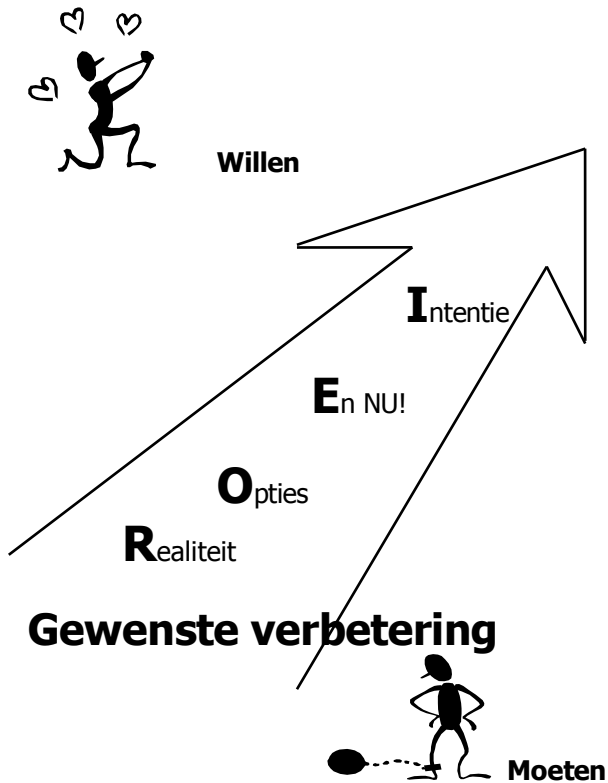 Willen
Intentie
En NU!
Opties
Realiteit
Gewenste verbetering
Moeten